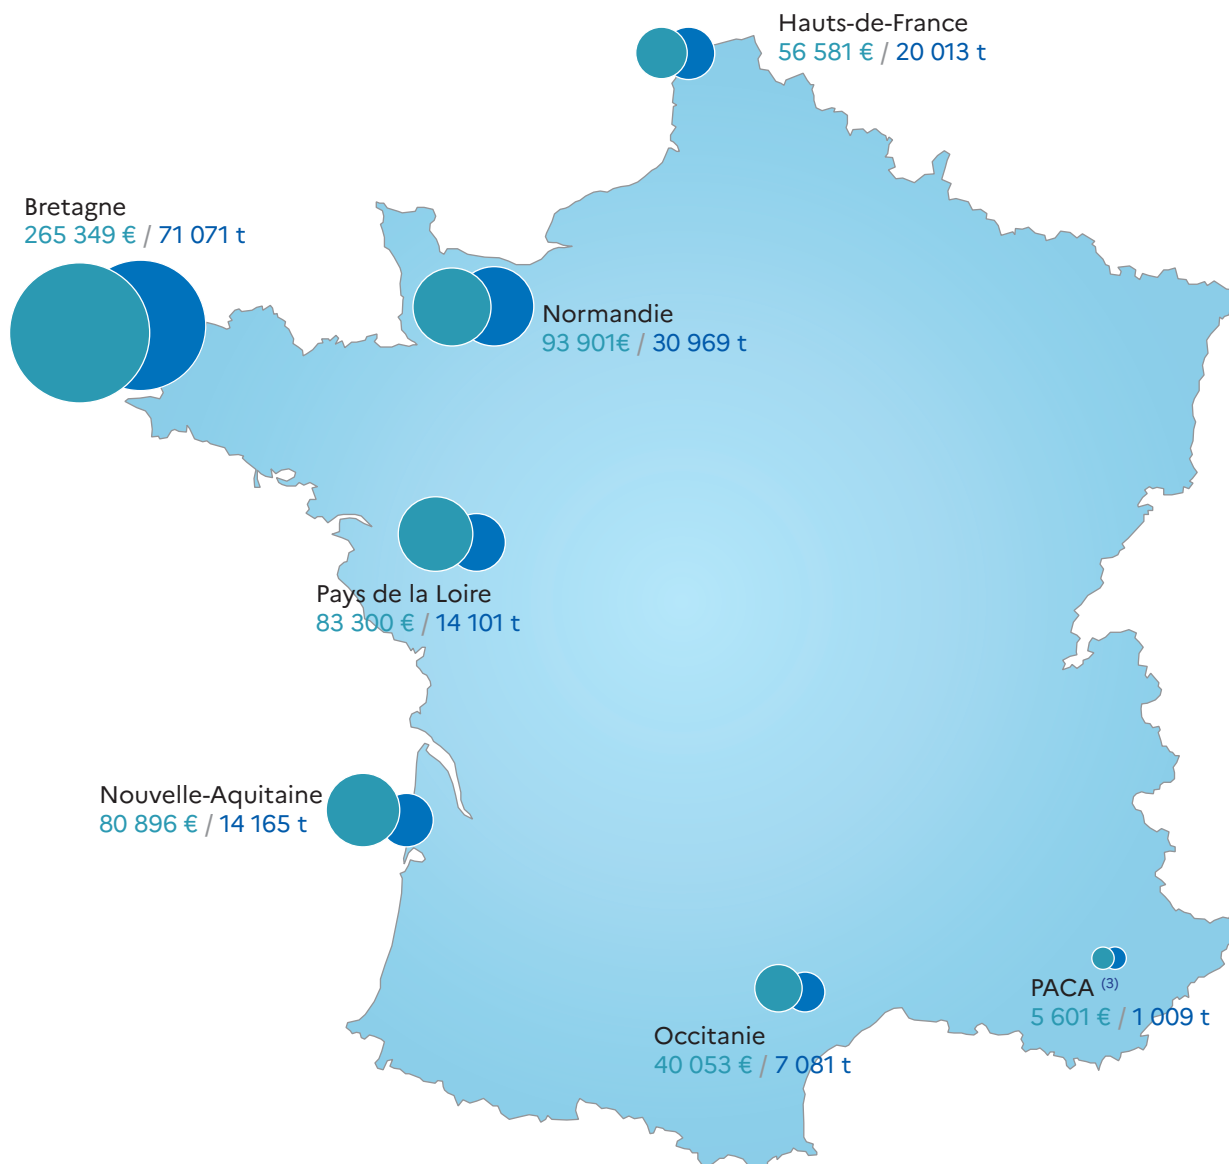 Hauts-de-France
56 581 € / 20 013 t
Bretagne
265 349 € / 71 071 t
Normandie
93 901€ / 30 969 t
Pays de la Loire
83 300 € / 14 101 t
Nouvelle-Aquitaine
80 896 € / 14 165 t
PACA (3)
5 601 € / 1 009 t
Occitanie
40 053 € / 7 081 t